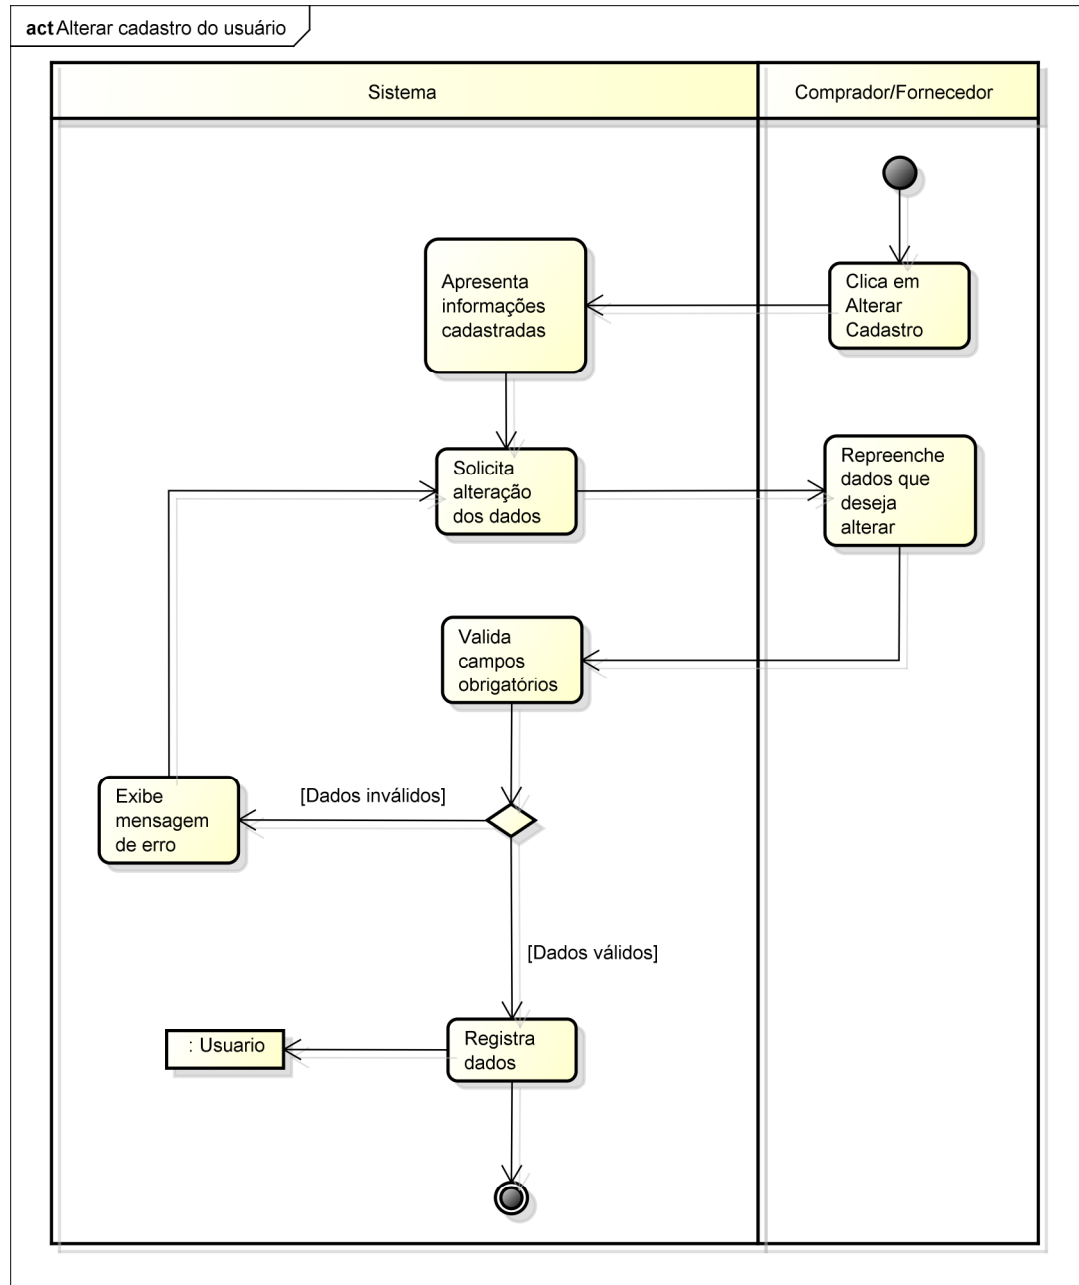 act Alterar cadastro do usuário
Sistema
Comprador/Fornecedor
Clica em
Alterar
Cadastro
Apresenta
informações
cadastradas
Solicita
alteração
dos dados
Repreenche
dados que
deseja
alterar
Valida
campos
obrigatórios
[Dados inválidos]
Exibe
mensagem
de erro
[Dados válidos]
Registra
dados
: Usuario